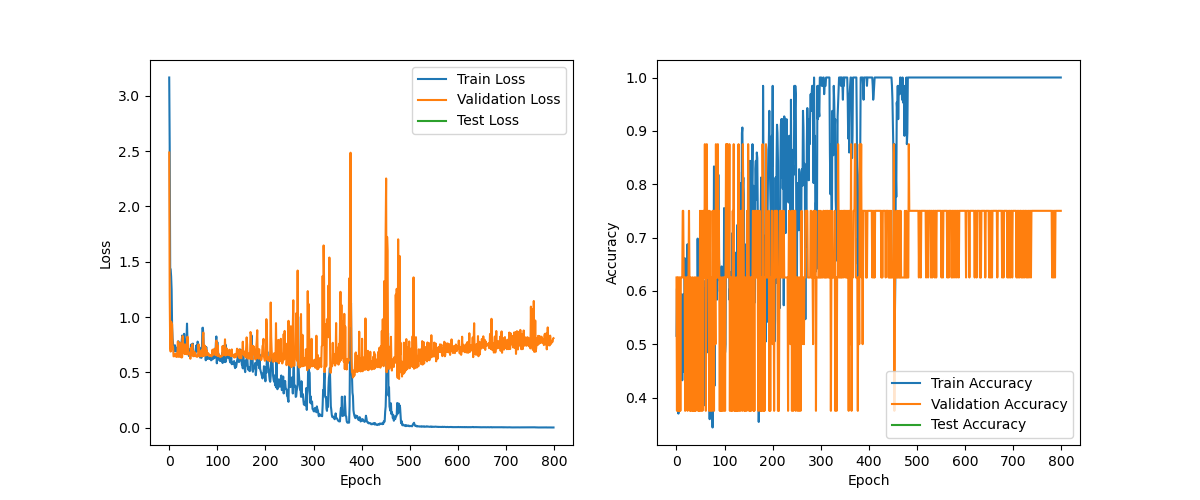 Train Loss
Validation Loss
Test Loss
3.0
2.5
2.0
1.5
1.0
0.5
0.0
Loss
0 100 200 300 400 500 600 700 800
Epoch
1.0
0.9
0.8
0.7
0.6
0.5
0.4
Accuracy
Train Accuracy
Validation Accuracy
Test Accuracy
0 100 200 300 400 500 600 700 800
Epoch